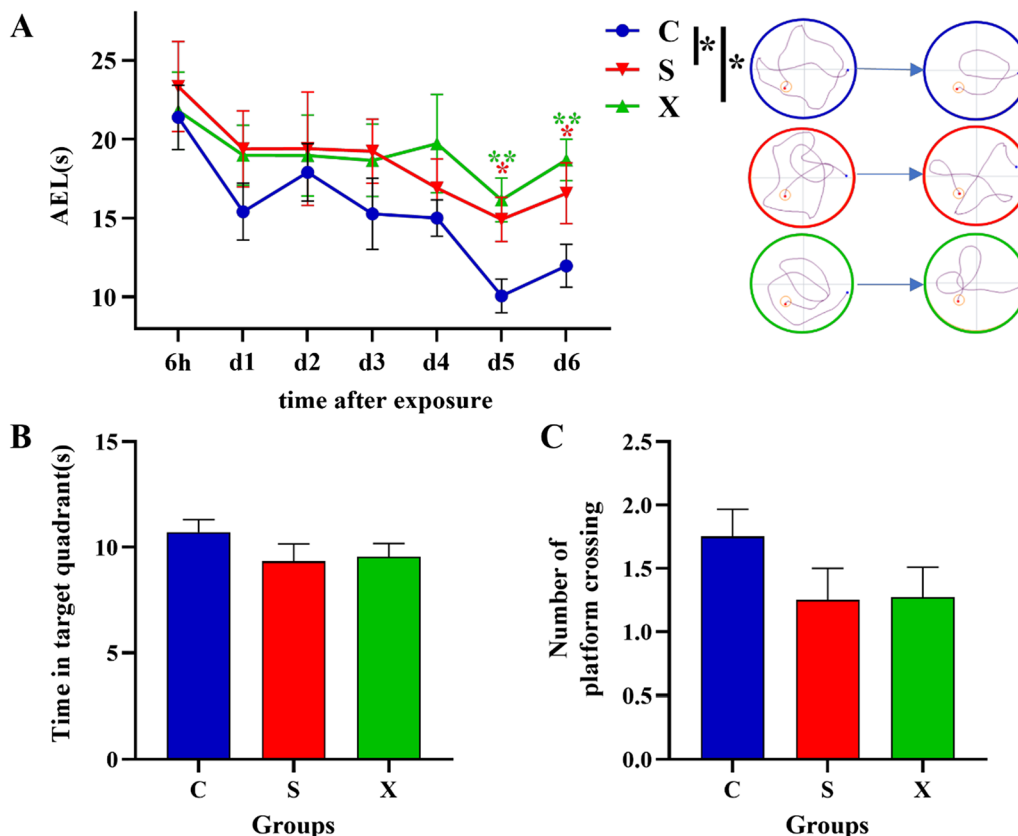 A
AEL(s)
25
20
15
10
6h d1 d2 d3 d4 d5 d6
time after exposure
** *
** *
C
S
X
*
*
B
Time in target quadrant(s)
15
10
5
0
C S X
Groups
C
Number of
platform crossing
2.5
2.0
1.5
1.0
0.5
0.0
C S X
Groups